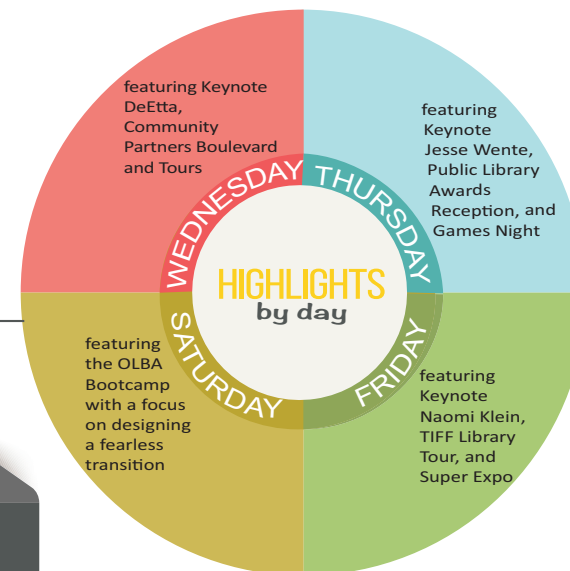 featuring Keynote
DeEtta,
Community
Partners Boulevard
and Tours
WEDNESDAY
featuring
Keynote
Jesse Wente,
Public Library
Awards
Reception, and
Games Night
THURSDAY
HIGHLIGHTS
by day
featuring
the OLBA
Bootcamp
with a focus
on designing
a fearless
transition
SATURDAY
featuring
Keynote
Naomi Klein,
TIFF Library
Tour, and
Super Expo
FRIDAY